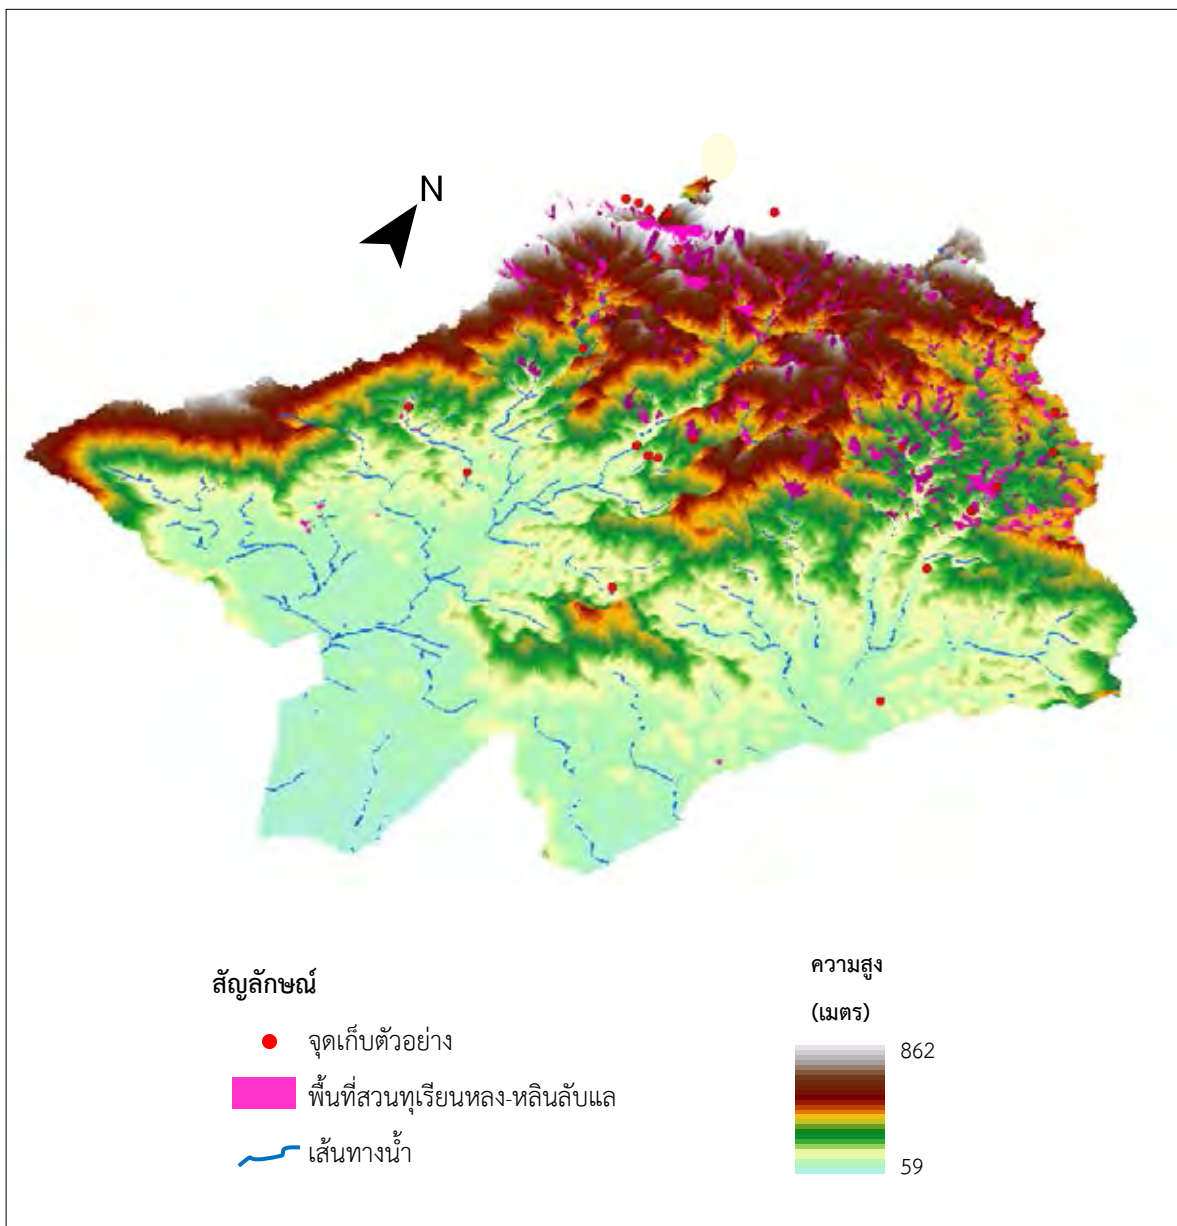 N
สัญลักษณ์
จุดเก็บตัวอย่าง
พื้นที่สวนทุเรียนหลง-หลินลับแล
เส้นทางน้ำ
ความสูง
(เมตร)
862
59